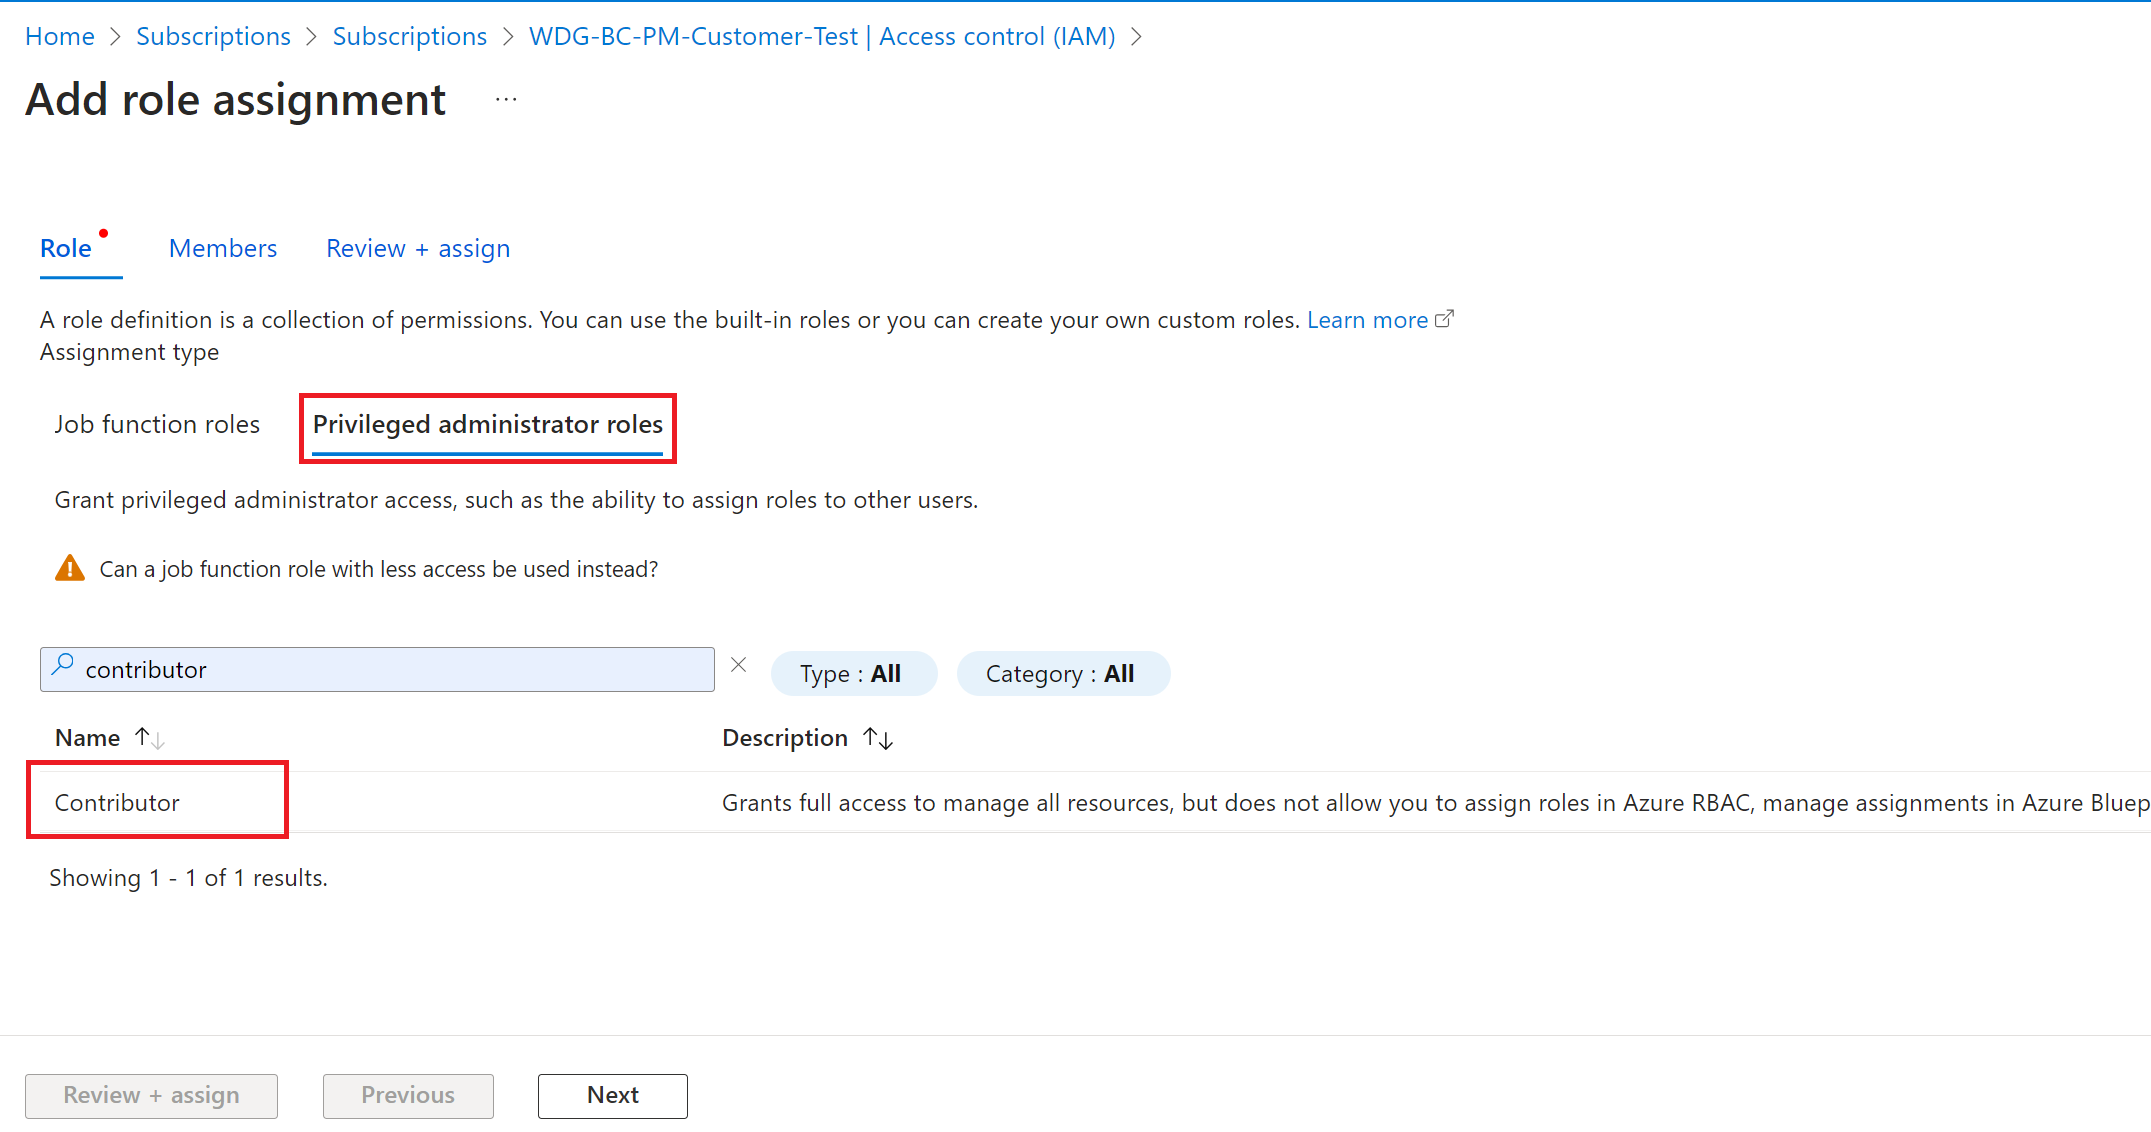 Home > Subscriptions > Subscriptions > WDG-BC-PM-Customer-Test | Access control (IAM) >
Add role assignment ...
Role Members Review + assign
A role definition is a collection of permissions. You can use the built-in roles or you can create your own custom roles. Learn more
Assignment type
Job function roles Privileged administrator roles
Grant privileged administrator access, such as the ability to assign roles to other users.
Can a job function role with less access be used instead?
contributor Type : All Category : All
Name Description
Contributor Grants full access to manage all resources, but does not allow you to assign roles in Azure RBAC, manage assignments in Azure Bluep
Showing 1 - 1 of 1 results.
Review + assign Previous Next